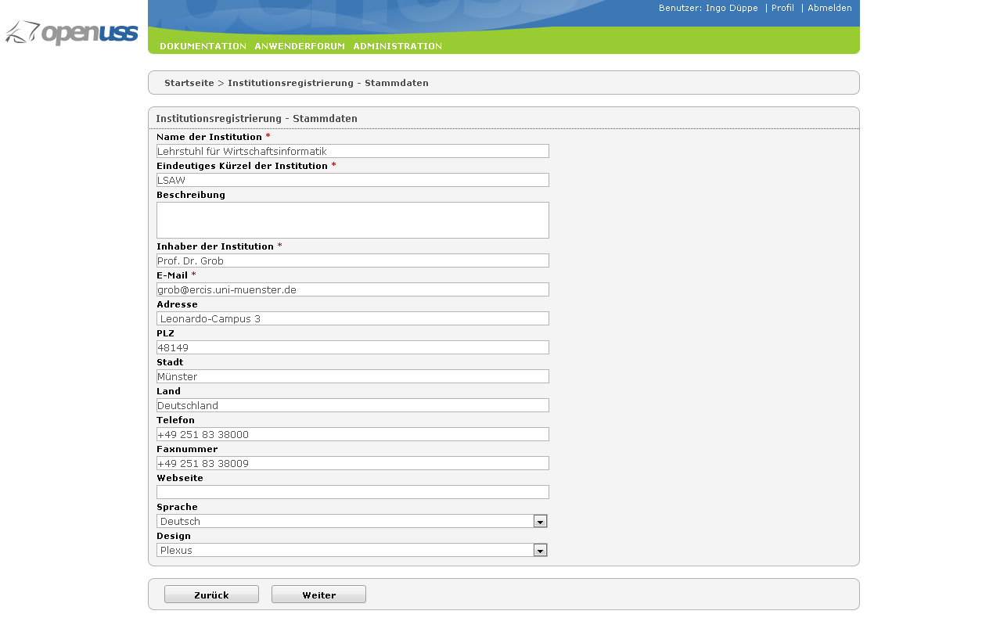 Benutzer: Ingo Düppe | Profil | Abmelden
openuss
DOKUMENTATION ANWENDERFORUM ADMINISTRATION
Startseite > Institutionsregistrierung - Stammdaten
Institutionsregistrierung - Stammdaten
Name der Institution *
Lehrstuhl für Wirtschaftsinformatik
Eindeutiges Kürzel der Institution *
LSAW
Beschreibung
Inhaber der Institution *
Prof. Dr. Grob
E-Mail *
grob@ercis.uni-muenster.de
Adresse
Leonardo-Campus 3
PLZ
48149
Stadt
Münster
Land
Deutschland
Telefon
+49 251 83 38000
Faxnummer
+49 251 83 38009
Webseite
Sprache
Deutsch
Design
Plexus
Zurück Weiter